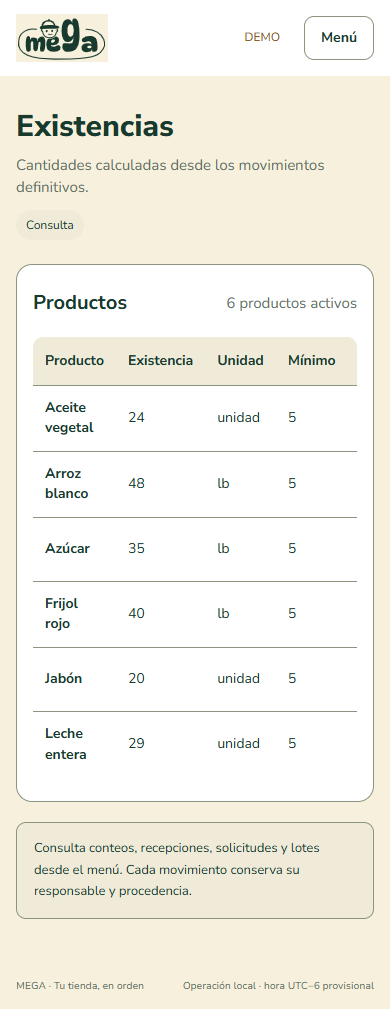 mega
DEMO
Menú
Existencias
Cantidades calculadas desde los movimientos
definitivos.
Consulta
Productos
6 productos activos
Producto Existencia Unidad Mínimo
Aceite
vegetal
24 unidad 5
Arroz
blanco
48 lb 5
Azúcar 35 lb 5
Frijol
rojo
40 lb 5
Jabón 20 unidad 5
Leche
entera
29 unidad 5
Consulta conteos, recepciones, solicitudes y lotes
desde el menú. Cada movimiento conserva su
responsable y procedencia.
MEGA · Tu tienda, en orden
Operación local · hora UTC−6 provisional